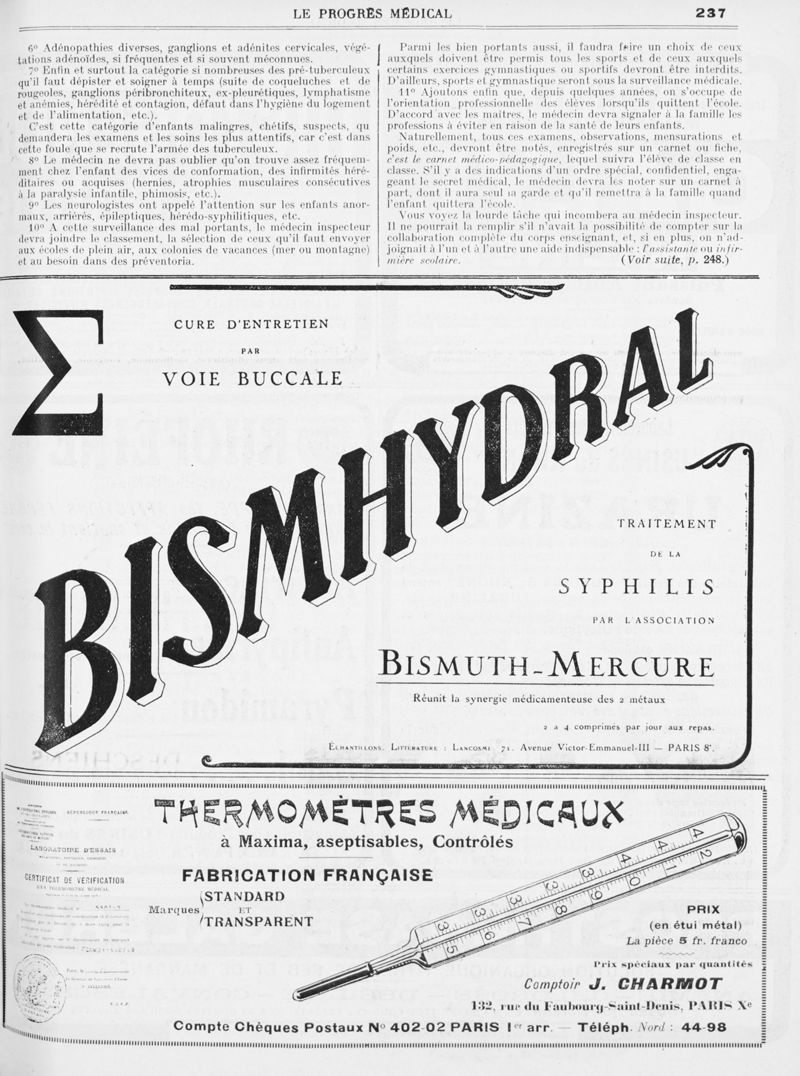 LE PROGRÈS MÉDICAL
237
6º Adénopathies diverses, ganglions et adénites cervicales, végé-
tations adénoïdes, si fréquentes et si souvent méconnues.
7º Enfin et surtout la catégorie si nombreuses des pré-tuberculeux
qu'il faut dépister et soigner à temps (suite de coqueluches et de
rougeoles, ganglions péribronchiteux, ex-pleurétiques, lymphatisme
et anémies, hérédité et contagion, défaut dans l'hygiène du logement
et de l'alimentation, etc.).
C'est cette catégorie d'enfants malingres, chétifs, suspects, qu
demandera les examens et les soins les plus attentifs, car c'est dans
cette foule que se recrute l'armée des tuberculeux.
8º Le médecin ne devra pas oublier qu'on trouve assez fréquem-
ment chez l'enfant des vices de conformation, des infirmités héré-
ditaires ou acquises (hernies, atrophies musculaires consécutives
à la paralysie infantile, phimosis, etc.).
9º Les neurologistes ont appelé l'attention sur les enfants anor-
maux, arriérés, épileptiques, hérédo-syphilitiques, etc.
10º A cette surveillance des mal portants, le médecin inspecteur
devra joindre le classement, la sélection de ceux qu'il faut envoyer
aux écoles de plein air, aux colonies de vacances (mer ou montagne)
et au besoin dans des préventoria.
Parmi les bien portants aussi, il faudra faire un choix de ceux
auxquels doivent être permis tous les sports et de ceux auxquels
certains exercices gymnastiques ou sportifs devront être interdits.
D'ailleurs, sports et gymnastique seront sous la surveillance médicale.
11º Ajoutons enfin que, depuis quelques années, on s'occupe de
l'orientation professionnelle des élèves lorsqu'ils quittent l'école.
D'accord avec les maîtres, le médecin devra signaler à la famille les
professions à éviter en raison de la santé de leurs enfants.
Naturellement, tous ces examens, observations, mensurations et
poids, etc., devront être notés, enregistrés sur un carnet ou fiche,
c'est le carnet médico-pédagogique, lequel suivra l'élève de classe en
classe. S'il y a des indications d'un ordre spécial, confidentiel, enga-
geant le secret médical, le médecin devra les noter sur un carnet à
part, dont il aura seul la garde et qu'il remettra à la famille quand
l'enfant quittera l'école.
Vous voyez la lourde tâche qui incombera au médecin inspecteur.
Il ne pourrait la remplir s'il n'avait la possibilité de compter sur la
collaboration complète du corps enseignant, et, si en plus, on n'ad-
joignait à l'un et à l'autre une aide indispensable : l'assistante ou infir-
mière scolaire. (Voir suite, p. 248.)
Σ
CURE D'ENTRETIEN
PAR
VOIE BUCCALE
BISMHYDRAL
TRAITEMENT
DE LA
SYPHILIS
PAR L'ASSOCIATION
BISMUTH-MERCURE
Réunit la synergie médicamenteuse des 2 métaux
2 à 4 comprimés par jour aux repas.
ÉCHANTILLONS. LITTÉRATURE : LANCOSME 71, Avenue Victor-Emmanuel-III — PARIS 8e.
RÉPUBLIQUE FRANÇAISE
LABORATOIRE D'ESSAIS
CERTIFICAT DE VÉRIFICATION
D'UN THERMOMÈTRE MÉDICAL
THERMOMÈTRES MÉDICAUX
à Maxima, aseptisables, Contrôlés
FABRICATION FRANÇAISE
Marques STANDARD
ET
TRANSPARENT
35 36 37 38 39 40 41 42
PRIX
(en étui métal)
La pièce 5 fr. franco
Prix spéciaux par quantités
Comptoir J. CHARMOT
132, rue du Faubourg-Saint-Denis, PARIS Xe
Compte Chèques Postaux Nº 402-02 PARIS 1er arr. — Téléph. Nord : 44-98